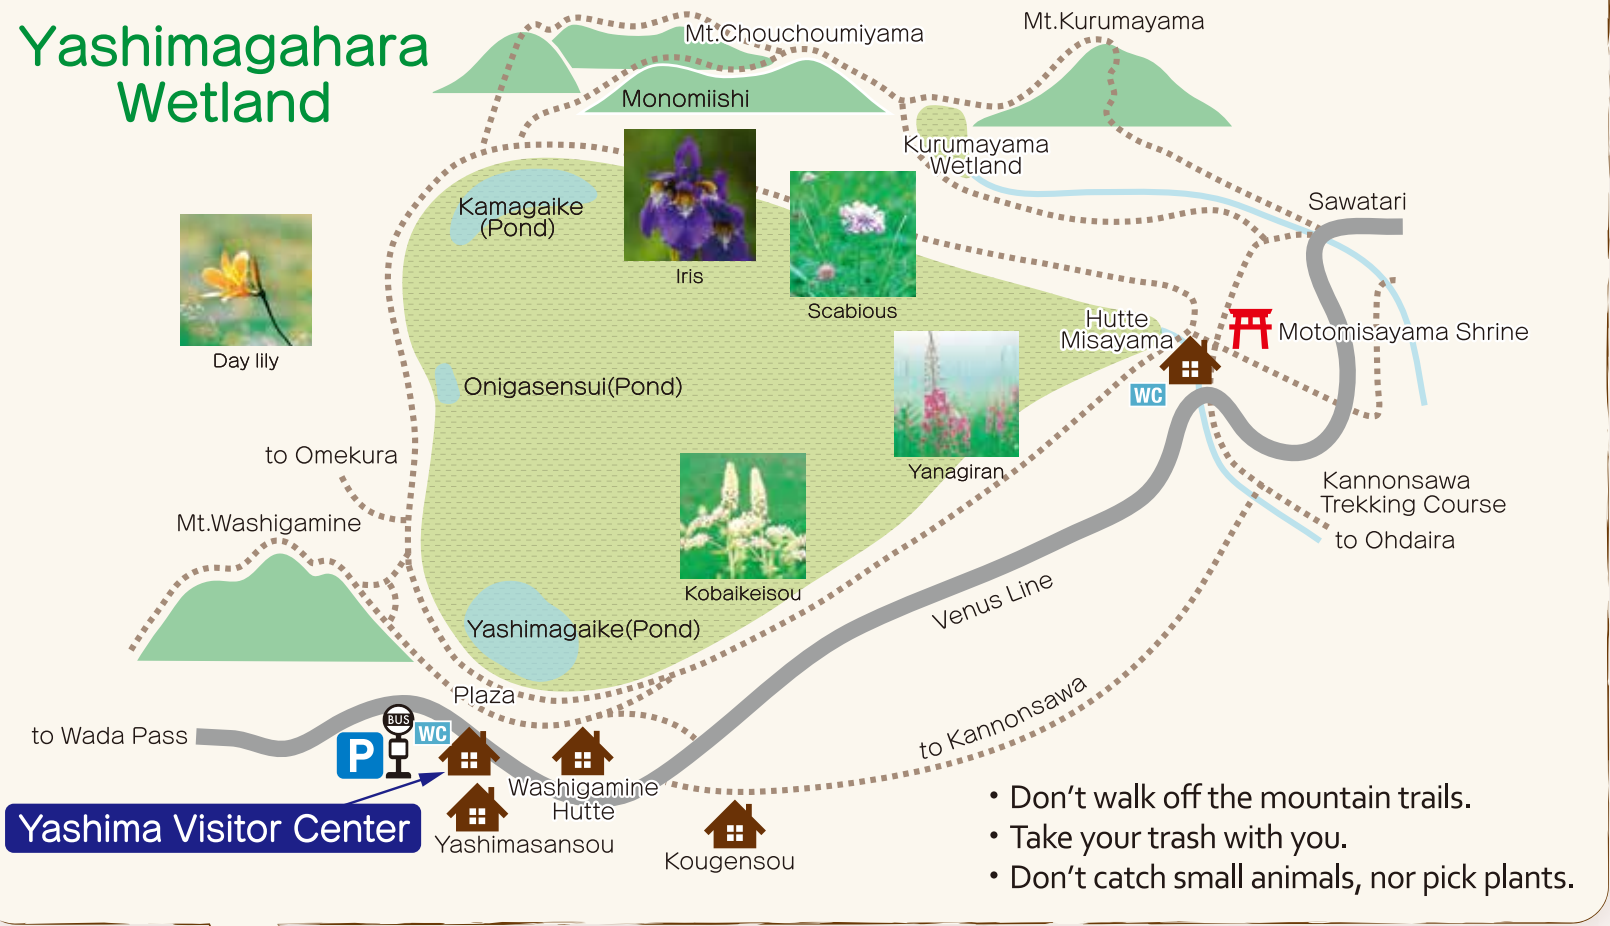 Yashimagahara
Wetland
Mt.Chouchoumiyama
Mt.Kurumayama
Monomiishi
Kurumayama
Wetland
Sawatari
Kamagaike
(Pond)
Iris
Scabious
Day lily
Hutte
Misayama
WC
Motomisayama Shrine
Onigasensui(Pond)
Yanagiran
to Omekura
Mt.Washigamine
Kannonsawa
Trekking Course
to Ohdaira
Kobaikeisou
Venus Line
Yashimagaike(Pond)
Plaza
to Wada Pass
P
BUS
WC
to Kannonsawa
Washigamine
Hutte
Yashima Visitor Center
Yashimasansou
Kougensou
・Don't walk off the mountain trails.
・Take your trash with you.
・Don't catch small animals, nor pick plants.